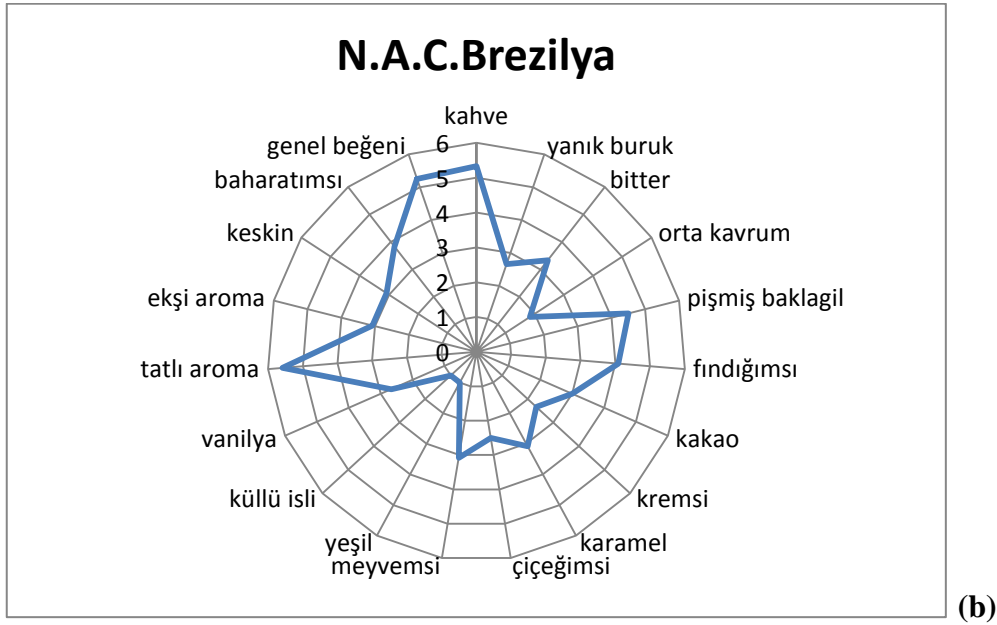 N.A.C.Brezilya
kahve
yanık buruk
bitter
orta kavrum
pişmiş baklagil
fındığımsı
kakao
kremsi
karamel
çiçeğimsi
meyvemsi
yeşil
küllü isli
vanilya
tatlı aroma
ekşi aroma
keskin
baharatımsı
genel beğeni
6
5
4
3
2
1
0
(b)